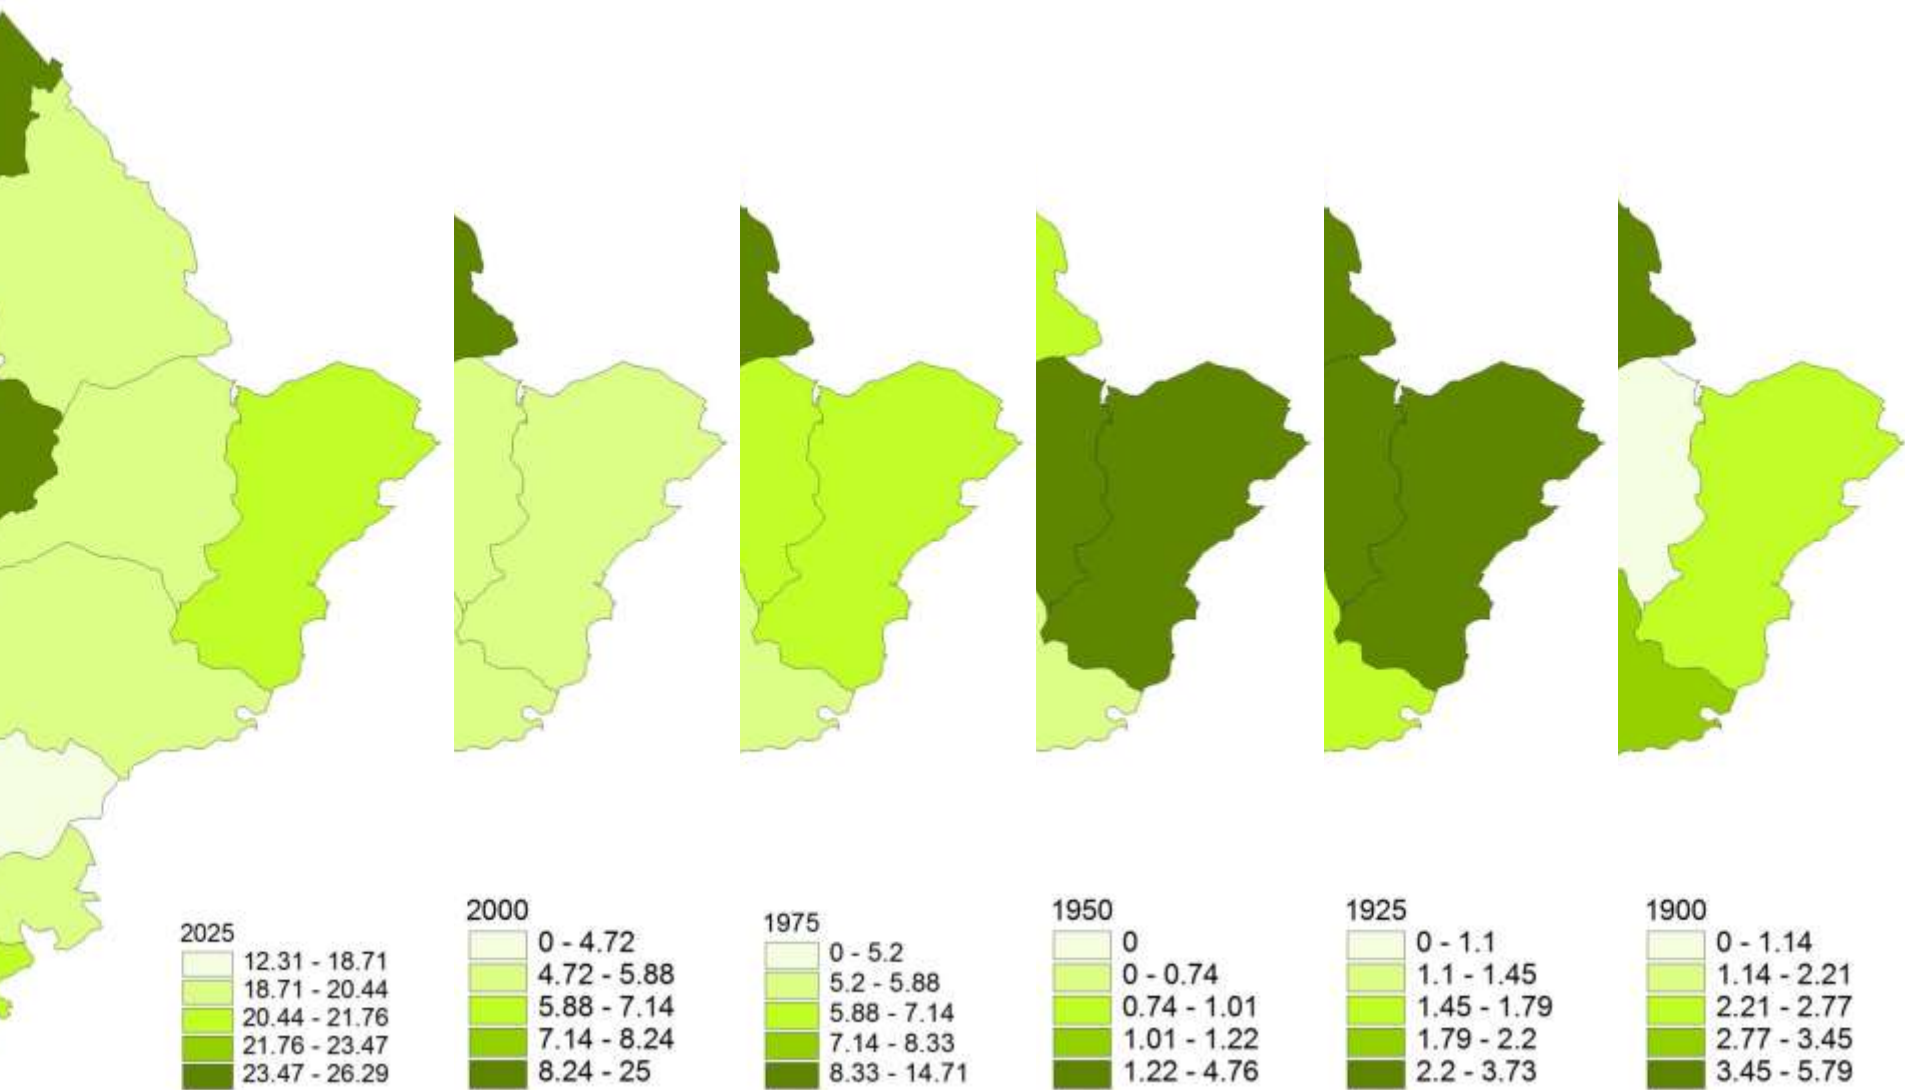 2025
12.31 - 18.71
18.71 - 20.44
20.44 - 21.76
21.76 - 23.47
23.47 - 26.29
2000
0 - 4.72
4.72 - 5.88
5.88 - 7.14
7.14 - 8.24
8.24 - 25
1975
0 - 5.2
5.2 - 5.88
5.88 - 7.14
7.14 - 8.33
8.33 - 14.71
1950
0
0 - 0.74
0.74 - 1.01
1.01 - 1.22
1.22 - 4.76
1925
0 - 1.1
1.1 - 1.45
1.45 - 1.79
1.79 - 2.2
2.2 - 3.73
1900
0 - 1.14
1.14 - 2.21
2.21 - 2.77
2.77 - 3.45
3.45 - 5.79